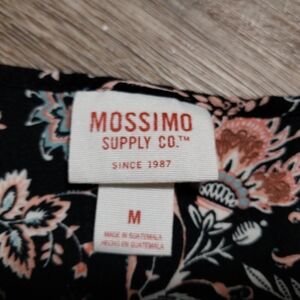 MOSSIMO
SUPPLY CO.™
SINCE 1987
M
MADE IN GUATEMALA
HECHO EN GUATEMALA